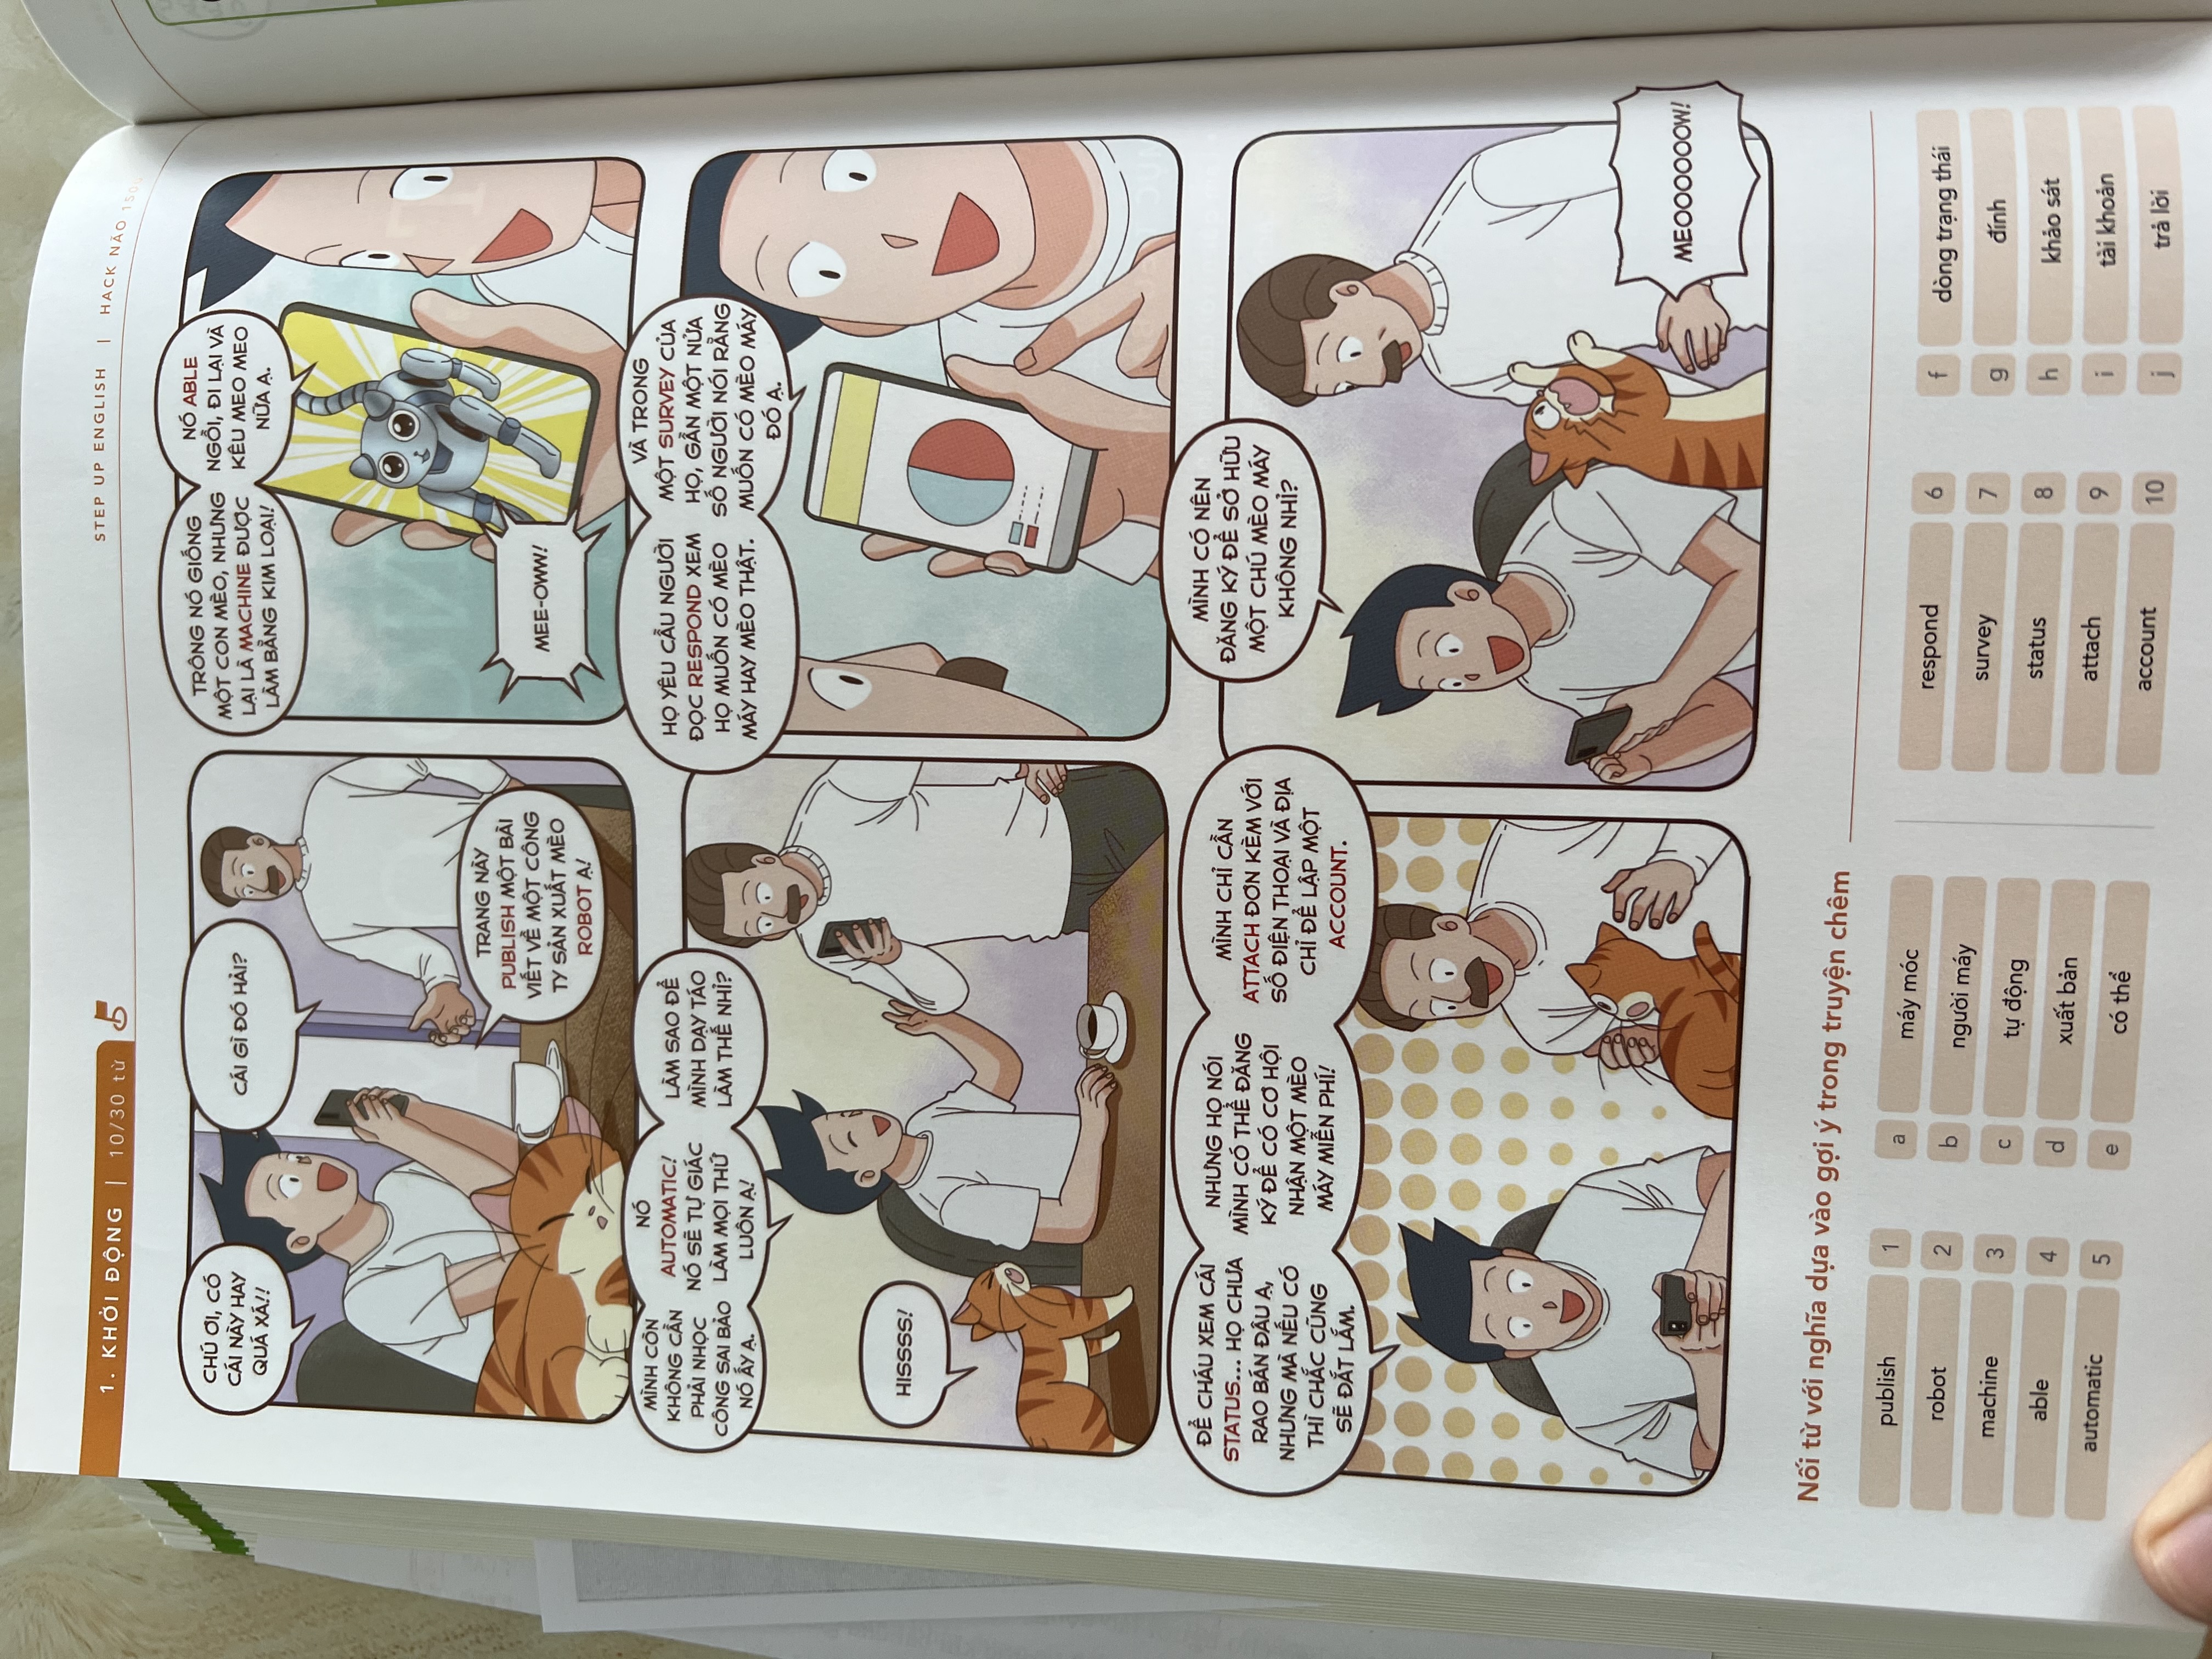 1. KHỞI ĐỘNG | 10/30 từ
STEP UP ENGLISH | HACK NÃO
CHÚ ƠI, CÓ
CÁI NÀY HAY
QUÁ XÁ!!
CÁI GÌ ĐÓ HẢI?
TRANG NÀY
PUBLISH MỘT BÀI
VIẾT VỀ MỘT CÔNG
TY SẢN XUẤT MÈO
ROBOT Ạ!
TRÔNG NÓ GIỐNG
MỘT CON MÈO, NHƯNG
LẠI LÀ MACHINE ĐƯỢC
LÀM BẰNG KIM LOẠI!
NÓ ABLE
NGỒI, ĐI LẠI VÀ
KÊU MEO MEO
NỮA Ạ.
MEE-OWW!
MÌNH CÒN
KHÔNG CẦN
PHẢI NHỌC
CÔNG SAI BẢO
NÓ ẤY Ạ.
NÓ
AUTOMATIC!
NÓ SẼ TỰ GIÁC
LÀM MỌI THỨ
LUÔN Ạ!
LÀM SAO ĐỂ
MÌNH DẠY TÁO
LÀM THẾ NHỈ?
HISSSS!
HỌ YÊU CẦU NGƯỜI
ĐỌC RESPOND XEM
HỌ MUỐN CÓ MÈO
MÁY HAY MÈO THẬT.
VÀ TRONG
MỘT SURVEY CỦA
HỌ, GẦN MỘT NỬA
SỐ NGƯỜI NÓI RẰNG
MUỐN CÓ MÈO MÁY
ĐÓ Ạ.
ĐỂ CHÁU XEM CÁI
STATUS... HỌ CHƯA
RAO BÁN ĐÂU Ạ,
NHƯNG MÀ NẾU CÓ
THÌ CHẮC CŨNG
SẼ ĐẮT LẮM.
NHƯNG HỌ NÓI
MÌNH CÓ THỂ ĐĂNG
KÝ ĐỂ CÓ CƠ HỘI
NHẬN MỘT MÈO
MÁY MIỄN PHÍ!
MÌNH CHỈ CẦN
ATTACH ĐƠN KÈM VỚI
SỐ ĐIỆN THOẠI VÀ ĐỊA
CHỈ ĐỂ LẬP MỘT
ACCOUNT.
MÌNH CÓ NÊN
ĐĂNG KÝ ĐỂ SỞ HỮU
MỘT CHÚ MÈO MÁY
KHÔNG NHỈ?
MEOOOOOOW!
Nối từ với nghĩa dựa vào gợi ý trong truyện chêm
publish 1
robot 2
machine 3
able 4
automatic 5
a máy móc
b người máy
c tự động
d xuất bản
e có thể
respond 6
survey 7
status 8
attach 9
account 10
f dòng trạng thái
g đính
h khảo sát
i tài khoản
j trả lời